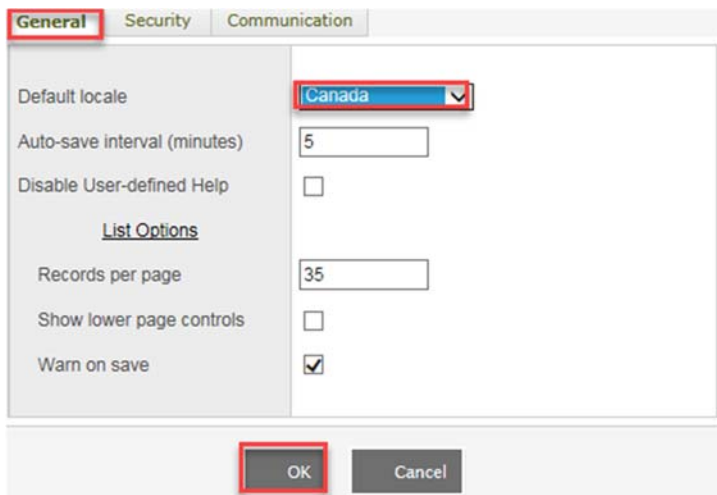 General Security Communication
Default locale Canada
Auto-save interval (minutes) 5
Disable User-defined Help
List Options
Records per page 35
Show lower page controls
Warn on save
OK Cancel